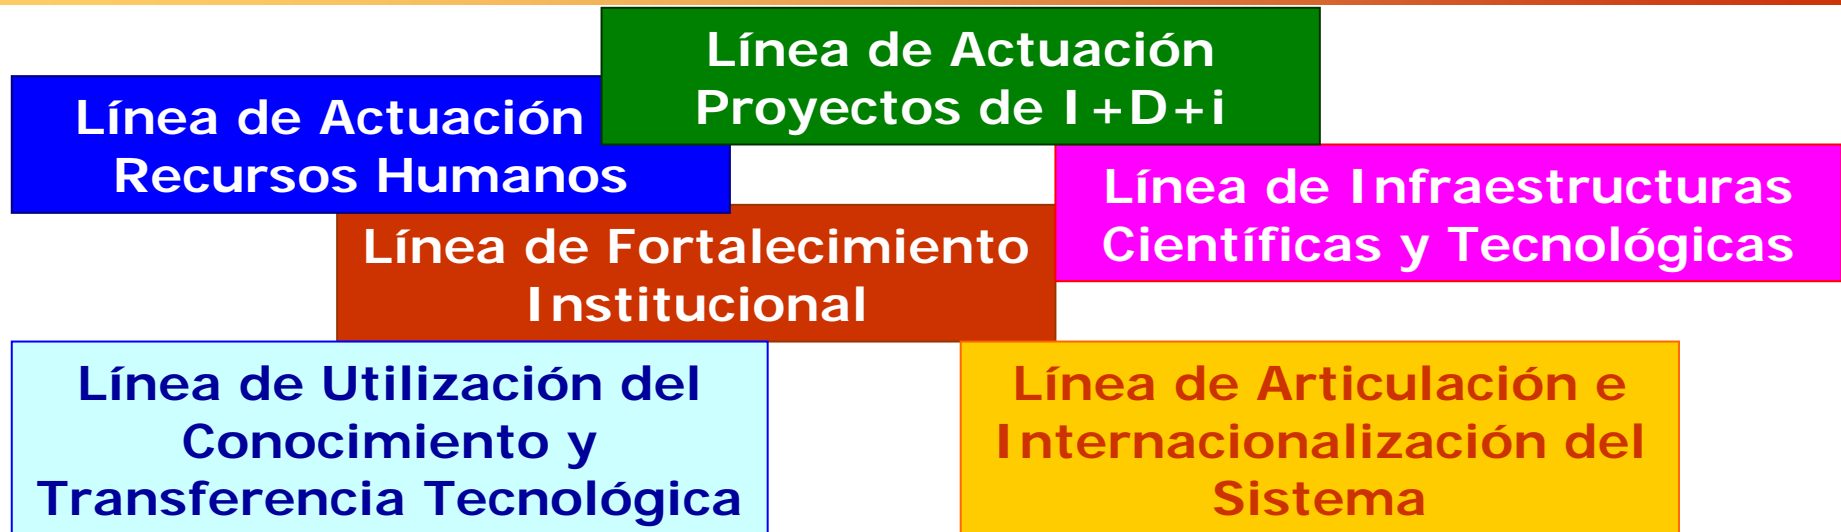 Línea de Actuación
Proyectos de I+D+i
Línea de Actuación
Recursos Humanos
Línea de Infraestructuras
Científicas y Tecnológicas
Línea de Fortalecimiento
Institucional
Línea de Utilización del
Conocimiento y
Transferencia Tecnológica
Línea de Articulación e
Internacionalización del
Sistema